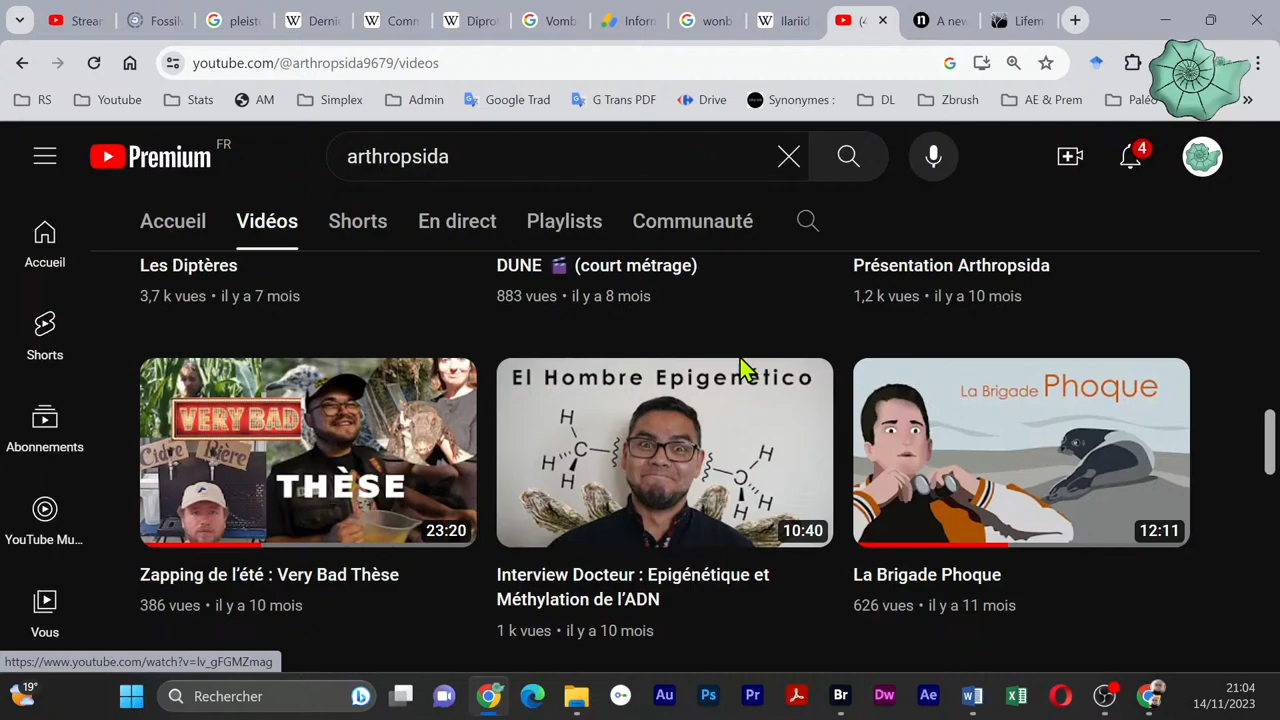 Stream
Fossil
pleist
Derni
Comm
Dipro
Vomb
Inform
wonb
Ilariid
(4
A new
Lifem
youtube.com/@arthropsida9679/videos
RS
Youtube
Stats
AM
Simplex
Admin
Google Trad
G Trans PDF
Drive
Synonymes :
DL
Zbrush
AE & Prem
Paléo
Premium FR
arthropsida
4
Accueil Vidéos Shorts En direct Playlists Communauté
Accueil
Shorts
Abonnements
YouTube Mu...
Vous
Les Diptères
3,7 k vues • il y a 7 mois
DUNE 🎬 (court métrage)
883 vues • il y a 8 mois
Présentation Arthropsida
1,2 k vues • il y a 10 mois
VERY BAD
THÈSE
Cidre
Bière
23:20
Zapping de l’été : Very Bad Thèse
386 vues • il y a 10 mois
El Hombre Epigenético
H
C
H
H
H
C
H
H
10:40
Interview Docteur : Epigénétique et
Méthylation de l’ADN
1 k vues • il y a 10 mois
La Brigade Phoque
12:11
La Brigade Phoque
626 vues • il y a 11 mois
https://www.youtube.com/watch?v=lv_gFGMZmag
19°
Rechercher
Au
Ps
Pr
Br
Dw
Ae
21:04
14/11/2023